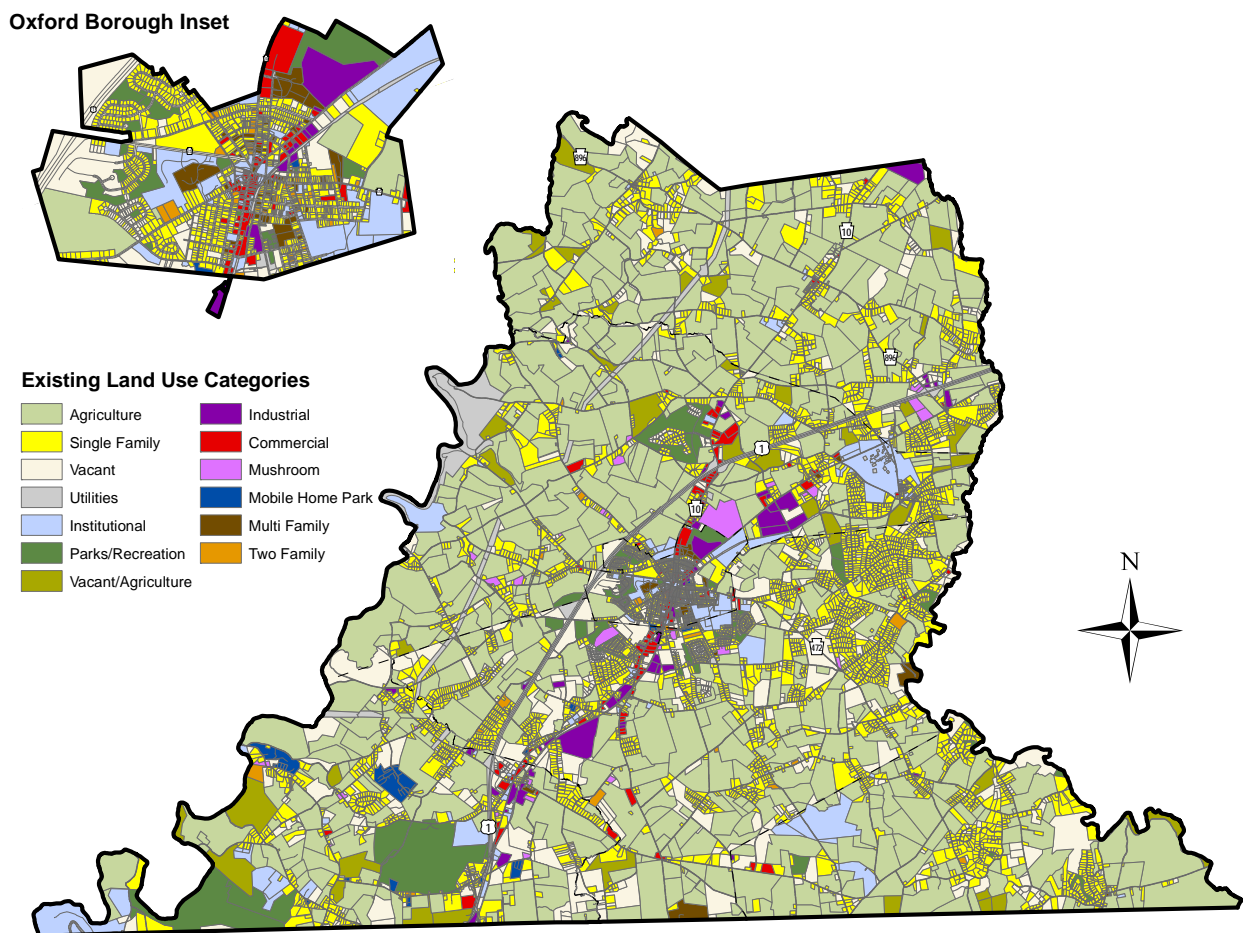 Oxford Borough Inset
896
10
896
1
10
472
1
N
Existing Land Use Categories
Agriculture
Single Family
Vacant
Utilities
Institutional
Parks/Recreation
Vacant/Agriculture
Industrial
Commercial
Mushroom
Mobile Home Park
Multi Family
Two Family